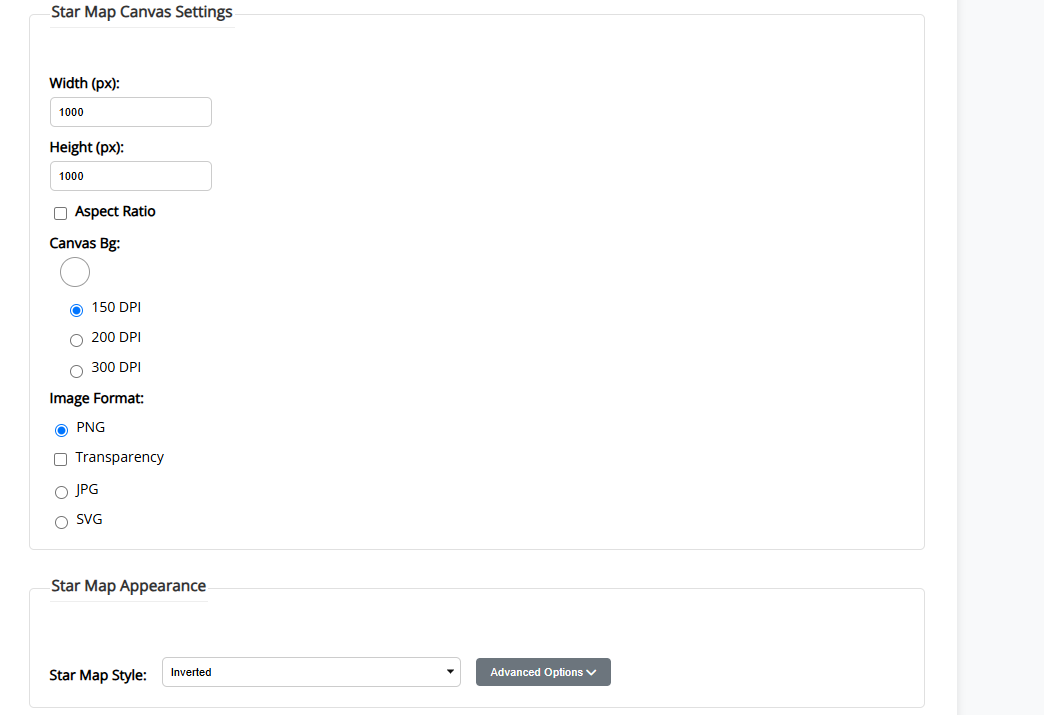 Star Map Canvas Settings
Width (px):
1000
Height (px):
1000
Aspect Ratio
Canvas Bg:
150 DPI
200 DPI
300 DPI
Image Format:
PNG
Transparency
JPG
SVG
Star Map Appearance
Star Map Style: Inverted Advanced Options